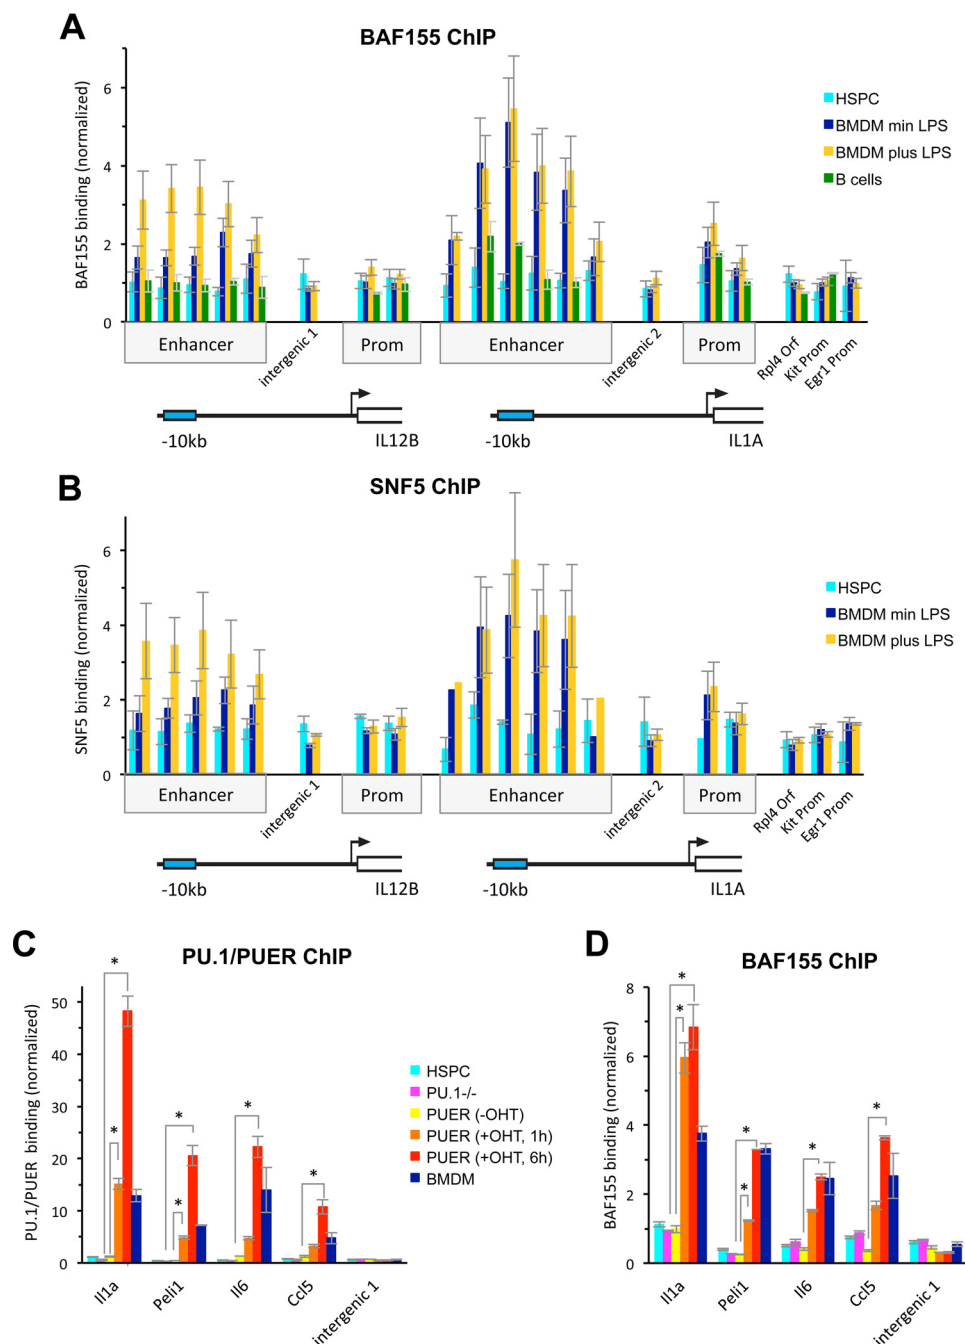 A
BAF155 ChIP
BAF155 binding (normalized)
6
4
2
0
HSPC
BMDM min LPS
BMDM plus LPS
B cells
Enhancer
intergenic 1
Prom
Enhancer
intergenic 2
Prom
Rpl4 Orf
Kit Prom
Egr1 Prom
-10kb
IL12B
-10kb
IL1A
B
SNF5 ChIP
SNF5 binding (normalized)
6
4
2
0
HSPC
BMDM min LPS
BMDM plus LPS
Enhancer
intergenic 1
Prom
Enhancer
intergenic 2
Prom
Rpl4 Orf
Kit Prom
Egr1 Prom
-10kb
IL12B
-10kb
IL1A
C
PU.1/PUER ChIP
PU.1/PUER binding (normalized)
50
40
30
20
10
0
*
*
*
*
*
*
HSPC
PU.1-/-
PUER (-OHT)
PUER (+OHT, 1h)
PUER (+OHT, 6h)
BMDM
Il1a
Peli1
Il6
Ccl5
intergenic 1
D
BAF155 ChIP
BAF155 binding (normalized)
8
6
4
2
0
*
*
*
*
*
*
Il1a
Peli1
Il6
Ccl5
intergenic 1